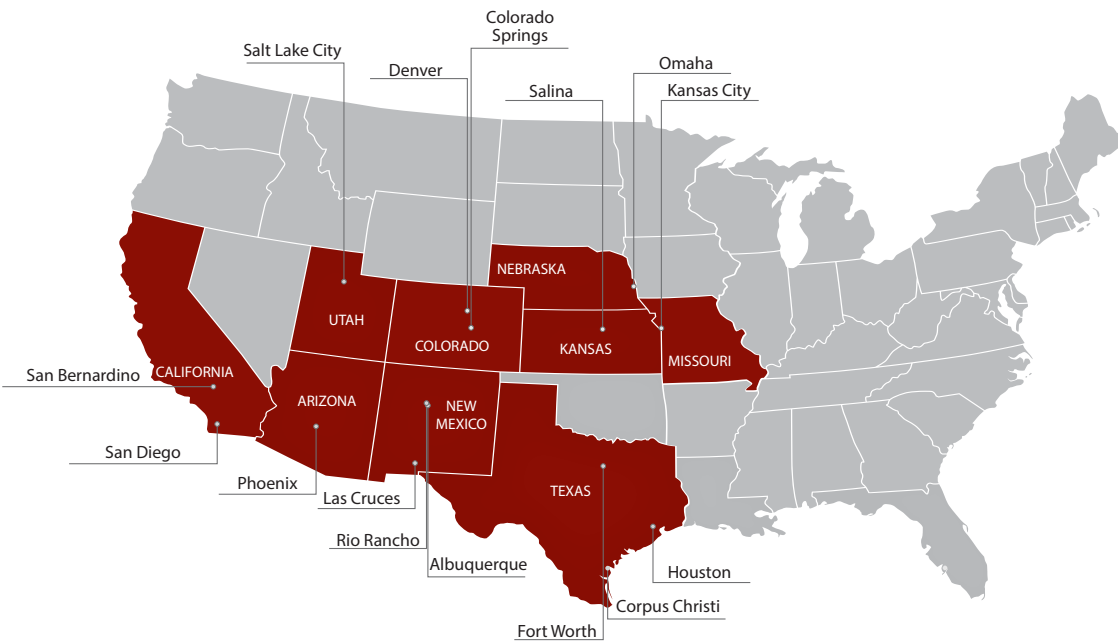 Colorado
Springs
Salt Lake City
Denver
Omaha
Salina
Kansas City
NEBRASKA
UTAH
COLORADO
KANSAS
MISSOURI
San Bernardino
CALIFORNIA
ARIZONA
NEW
MEXICO
San Diego
Phoenix
Las Cruces
TEXAS
Rio Rancho
Albuquerque
Houston
Corpus Christi
Fort Worth